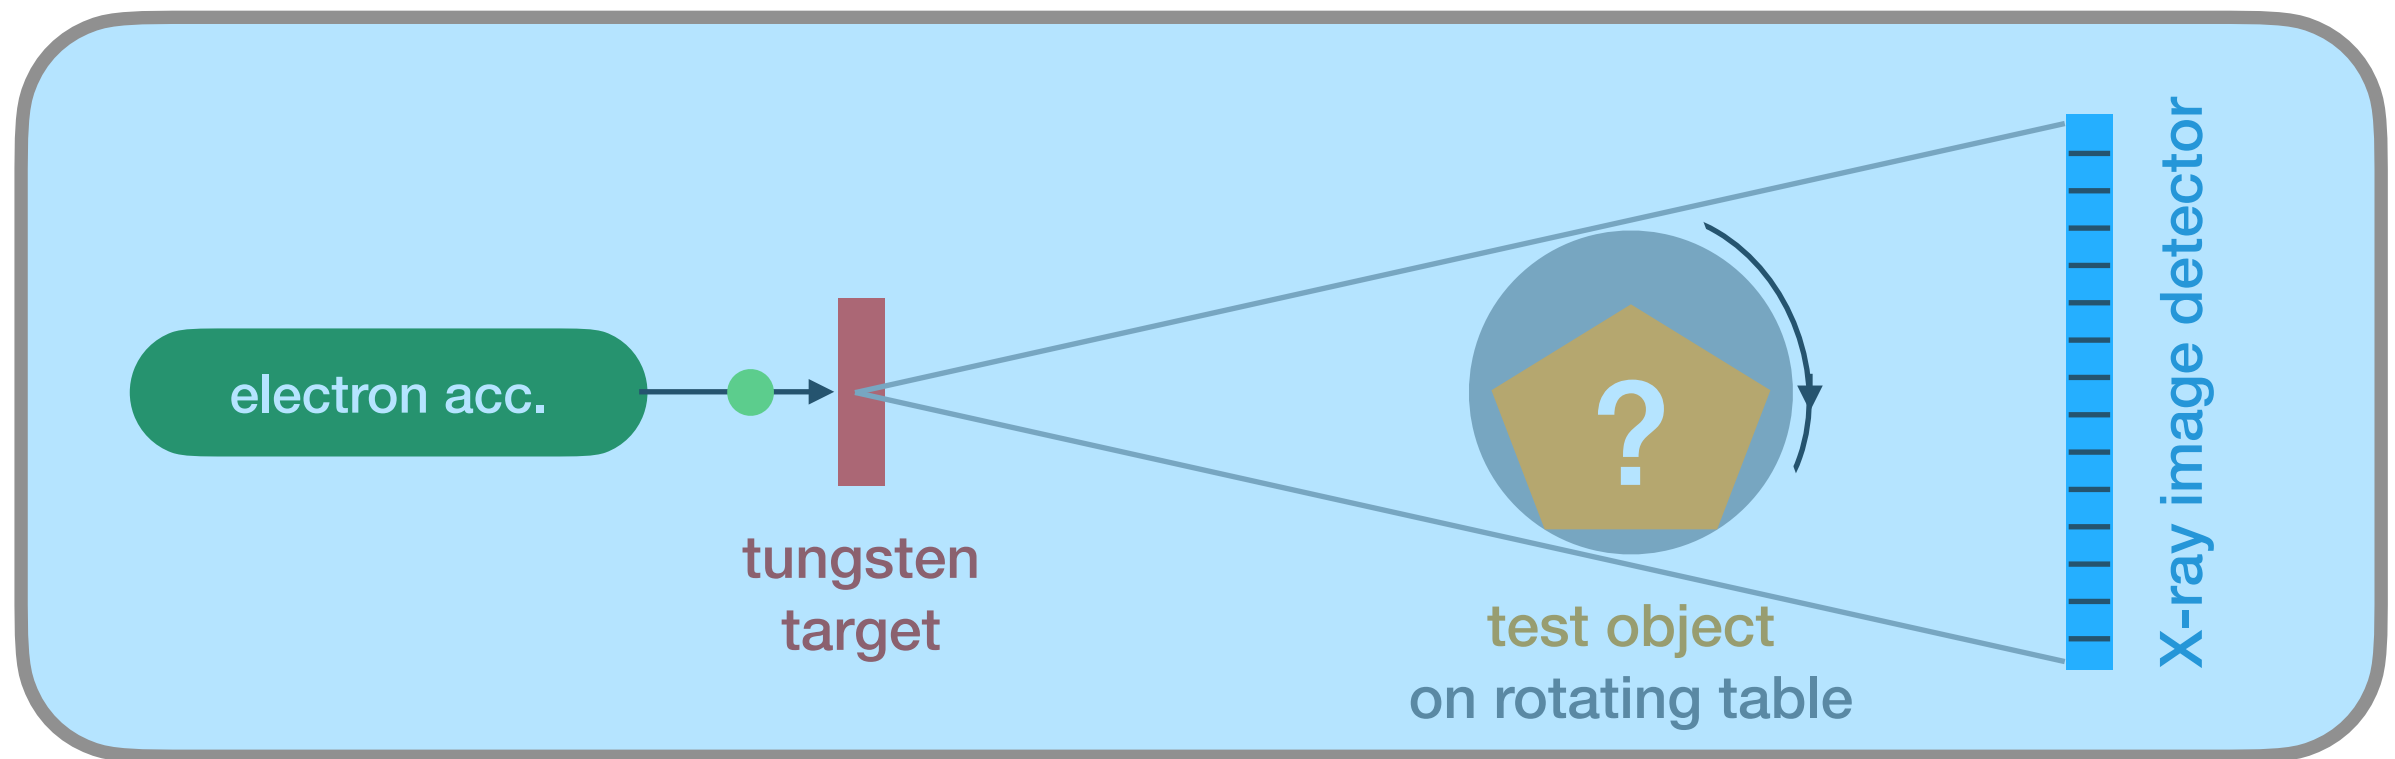 electron acc.
tungsten
target
?
test object
on rotating table
X-ray image detector